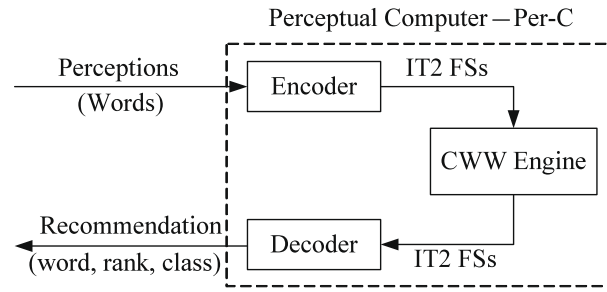 Perceptual Computer—Per-C
Perceptions
(Words)
Encoder
IT2 FSs
CWW Engine
Recommendation
(word, rank, class)
Decoder
IT2 FSs